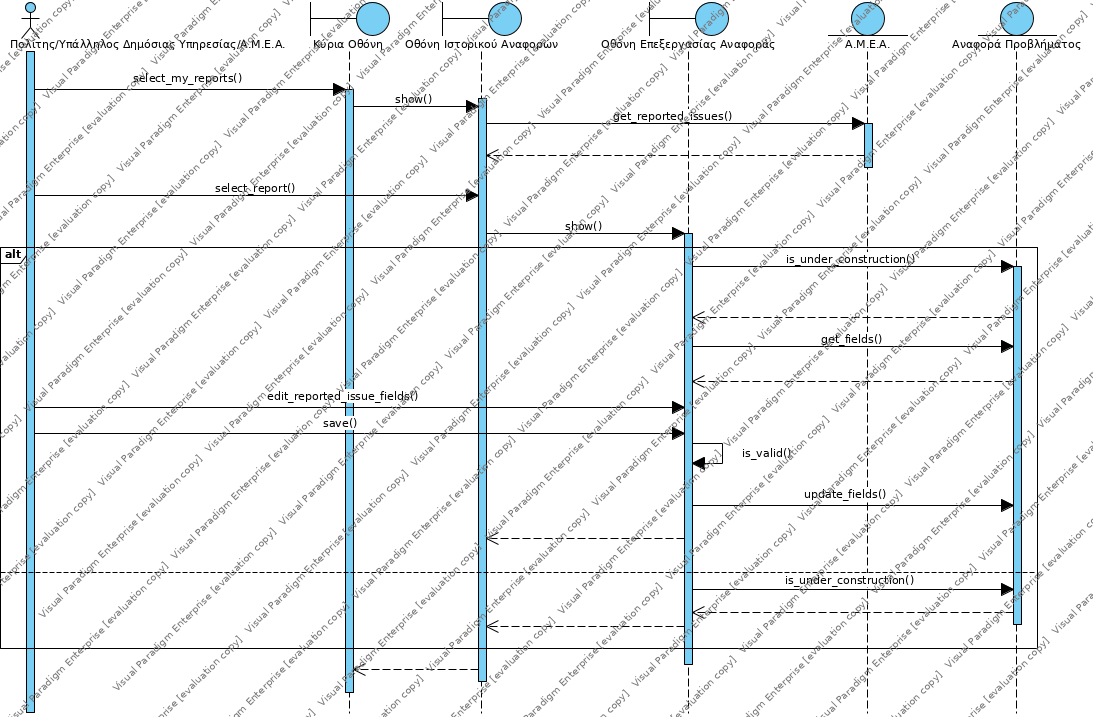 Πολίτης/Υπάλληλος Δημόσιας Υπηρεσίας/Α.Μ.Ε.Α.
Κύρια Οθόνη
Οθόνη Ιστορικού Αναφορών
Οθόνη Επεξεργασίας Αναφοράς
Α.Μ.Ε.Α.
Αναφορά Προβλήματος
select_my_reports()
show()
get_reported_issues()
select_report()
show()
alt
is_under_construction()
get_fields()
edit_reported_issue_fields()
save()
is_valid()
update_fields()
is_under_construction()
Visual Paradigm Enterprise [evaluation copy]